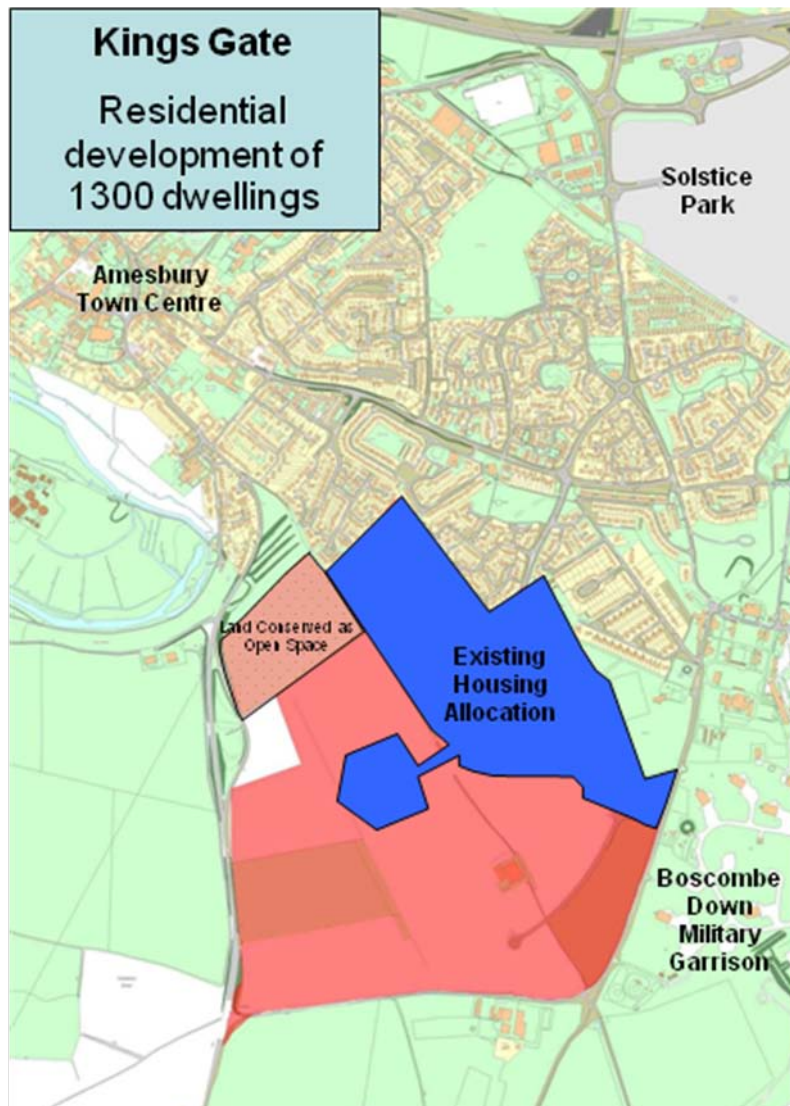 Kings Gate
Residential
development of
1300 dwellings
Solstice
Park
Amesbury
Town Centre
Land Conserved as
Open Space
Existing
Housing
Allocation
Boscombe
Down
Military
Garrison